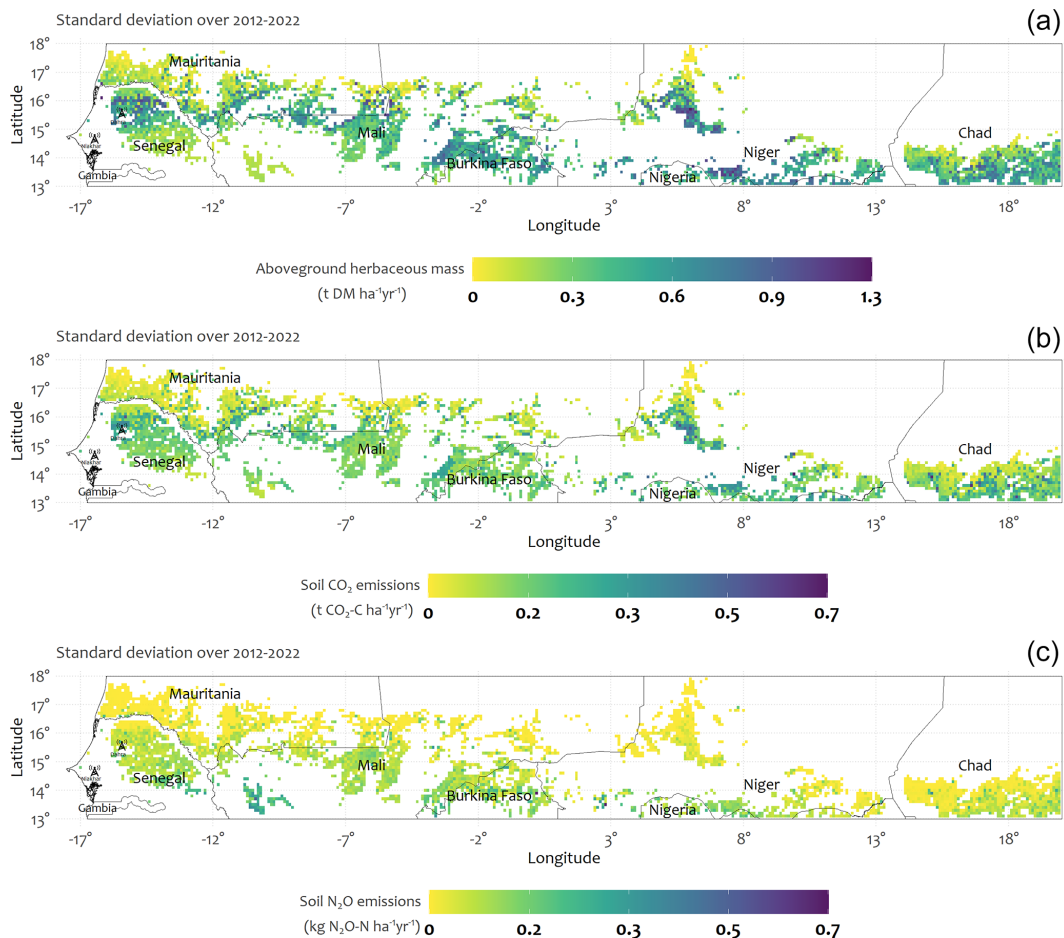 Standard deviation over 2012-2022
(a)
18°
17°
16°
15°
14°
13°
Latitude
Mauritania
Senegal
Gambia
Niakhar
Dahra
Mali
Burkina Faso
Niger
Nigeria
Chad
-17° -12° -7° -2° 3° 8° 13° 18°
Longitude
Aboveground herbaceous mass
(t DM ha⁻¹yr⁻¹)
0 0.3 0.6 0.9 1.3
Standard deviation over 2012-2022
(b)
18°
17°
16°
15°
14°
13°
Latitude
Mauritania
Senegal
Gambia
Niakhar
Dahra
Mali
Burkina Faso
Niger
Nigeria
Chad
-17° -12° -7° -2° 3° 8° 13° 18°
Longitude
Soil CO₂ emissions
(t CO₂-C ha⁻¹yr⁻¹)
0 0.2 0.3 0.5 0.7
Standard deviation over 2012-2022
(c)
18°
17°
16°
15°
14°
13°
Latitude
Mauritania
Senegal
Gambia
Niakhar
Dahra
Mali
Burkina Faso
Niger
Nigeria
Chad
-17° -12° -7° -2° 3° 8° 13° 18°
Longitude
Soil N₂O emissions
(kg N₂O-N ha⁻¹yr⁻¹)
0 0.2 0.3 0.5 0.7